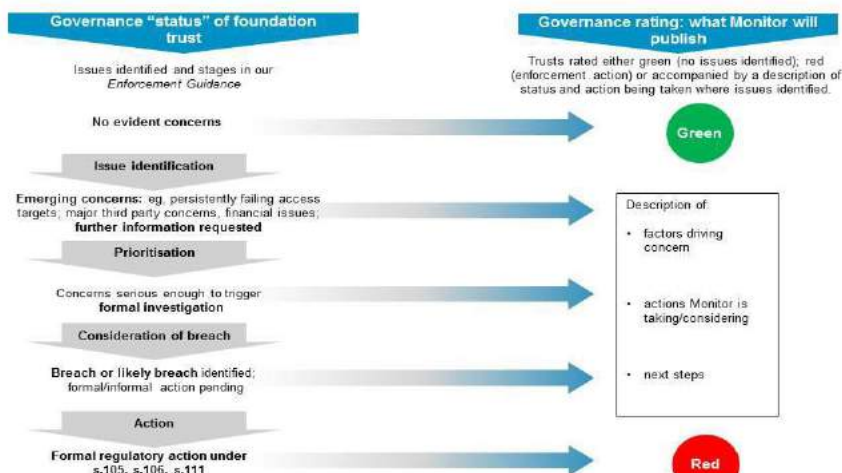 Governance “status” of foundation
trust
Issues identified and stages in our
Enforcement Guidance
No evident concerns
Issue identification
Emerging concerns: eg, persistently failing access
targets; major third party concerns, financial issues;
further information requested
Prioritisation
Concerns serious enough to trigger
formal investigation
Consideration of breach
Breach or likely breach identified;
formal/informal action pending
Action
Formal regulatory action under
s.105, s.106, s.111
Governance rating: what Monitor will
publish
Trusts rated either green (no issues identified); red
(enforcement action) or accompanied by a description of
status and action being taken where issues identified.
Green
Description of:
• factors driving
concern
• actions Monitor is
taking/considering
• next steps
Red